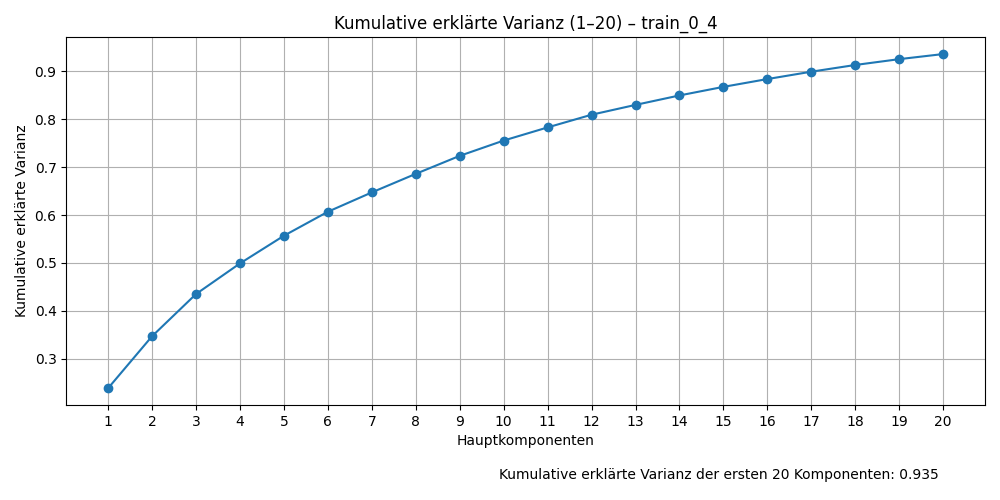 Kumulative erklärte Varianz (1–20) – train_0_4
Kumulative erklärte Varianz
0.9
0.8
0.7
0.6
0.5
0.4
0.3
1 2 3 4 5 6 7 8 9 10 11 12 13 14 15 16 17 18 19 20
Hauptkomponenten
Kumulative erklärte Varianz der ersten 20 Komponenten: 0.935